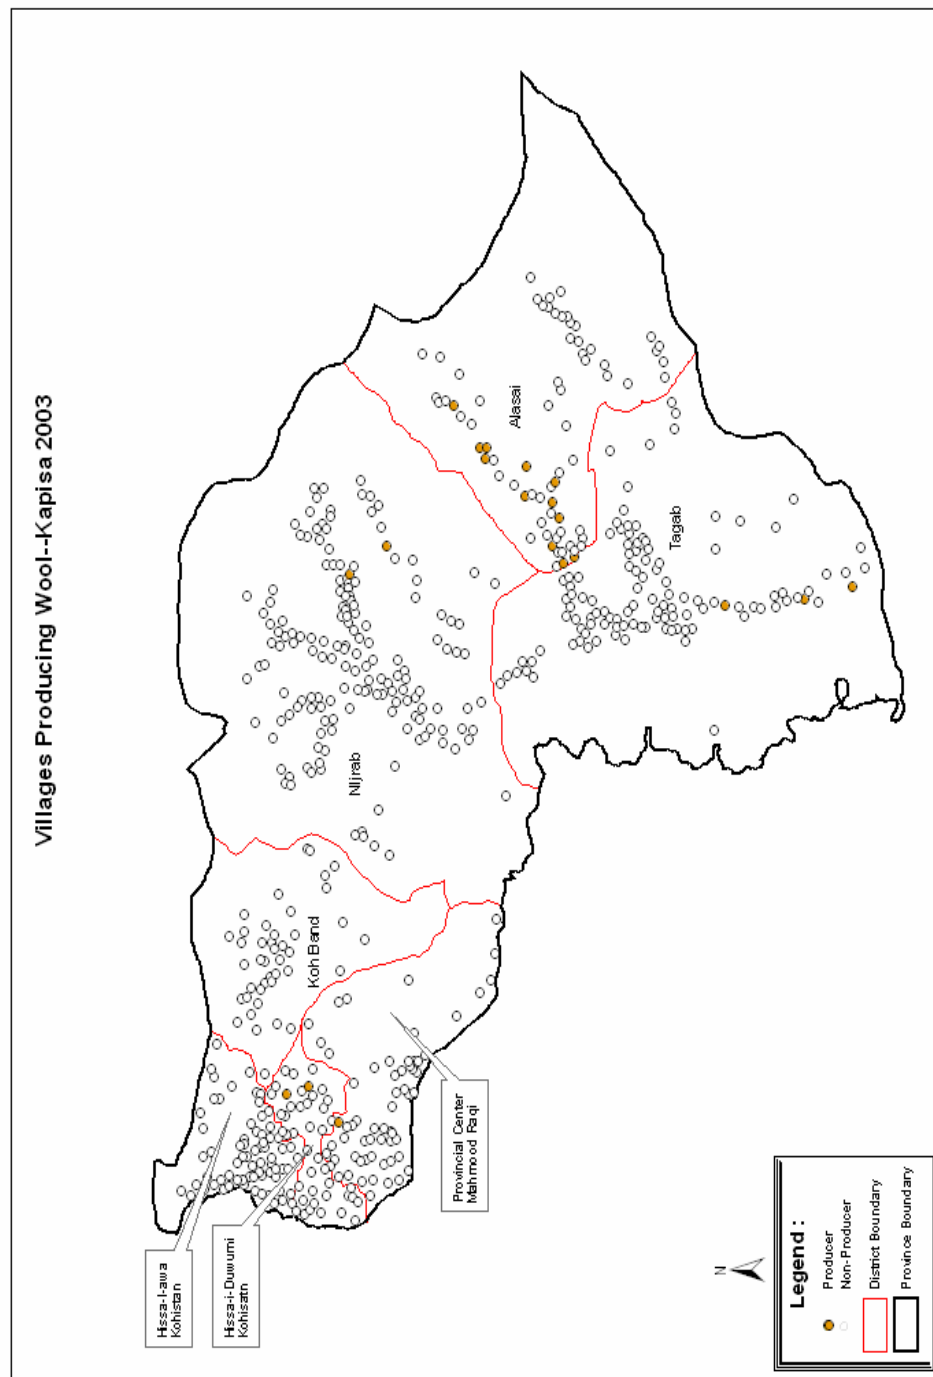 Villages Producing Wool--Kapisa 2003
Alasai
Tagab
Nijrab
Koh Band
Provincial Center
Mahmood Raqi
Hissa-I-awa
Kohistan
Hissa-i-Duwumi
Kohisatn
N
Legend :
Producer
Non-Producer
District Boundary
Province Boundary